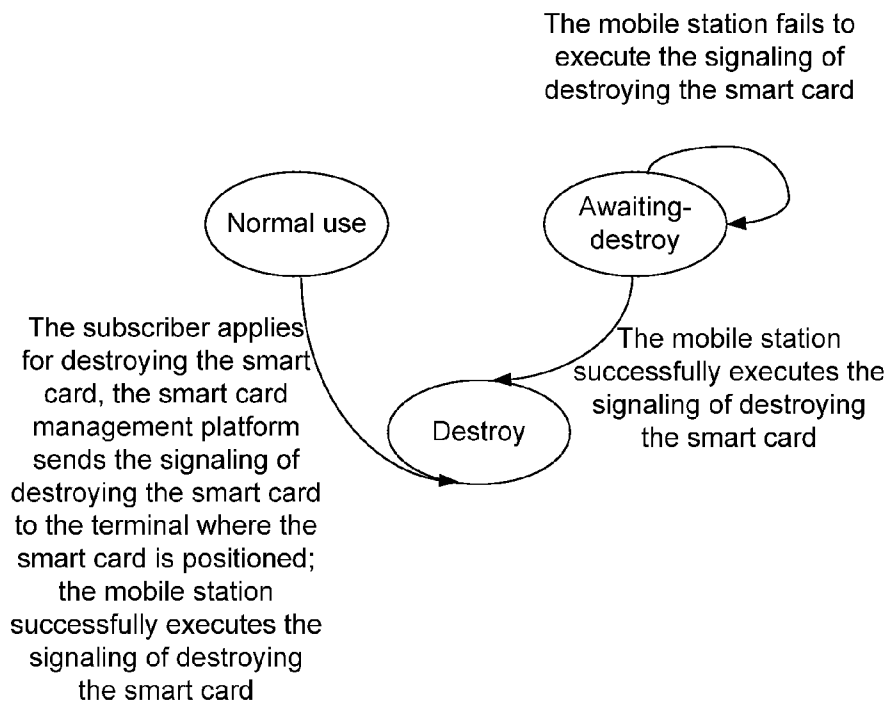 The mobile station fails to
execute the signaling of
destroying the smart card
Normal use
Awaiting-
destroy
The subscriber applies
for destroying the smart
card, the smart card
management platform
sends the signaling of
destroying the smart card
to the terminal where the
smart card is positioned;
the mobile station
successfully executes the
signaling of destroying
the smart card
The mobile station
successfully executes the
signaling of destroying
the smart card
Destroy